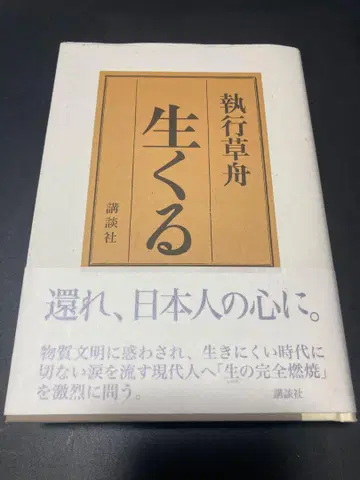 執行草舟
生くる
講談社
還れ、日本人の心に。
物質文明に惑わされ、生きにくい時代に
切ない涙を流す現代人へ「生の完全燃焼」
を激烈に問う。
講談社